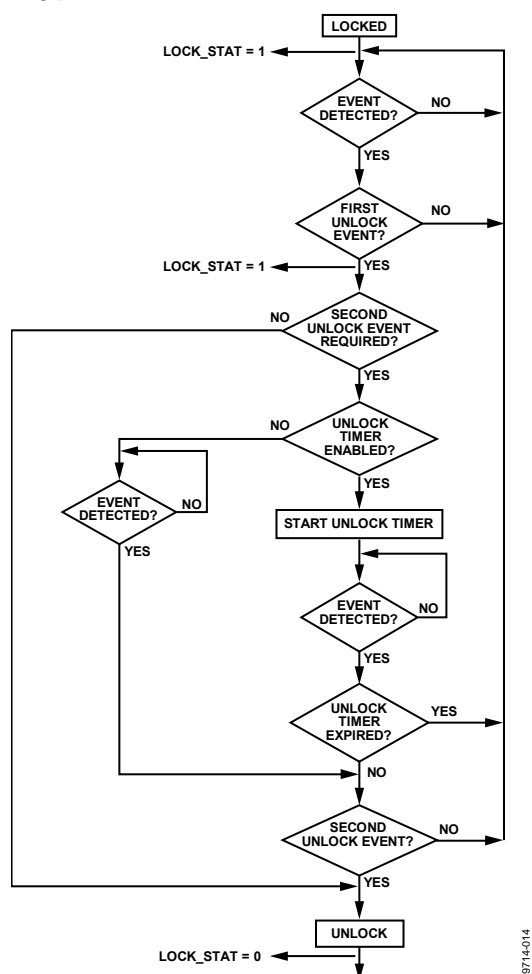 LOCKED
LOCK_STAT = 1
EVENT
DETECTED?
NO
YES
FIRST
UNLOCK
EVENT?
NO
YES
LOCK_STAT = 1
NO
SECOND
UNLOCK EVENT
REQUIRED?
YES
NO
UNLOCK
TIMER
ENABLED?
YES
EVENT
DETECTED?
NO
YES
START UNLOCK TIMER
EVENT
DETECTED?
NO
YES
UNLOCK
TIMER
EXPIRED?
YES
NO
SECOND
UNLOCK EVENT?
NO
YES
UNLOCK
LOCK_STAT = 0
9714-014